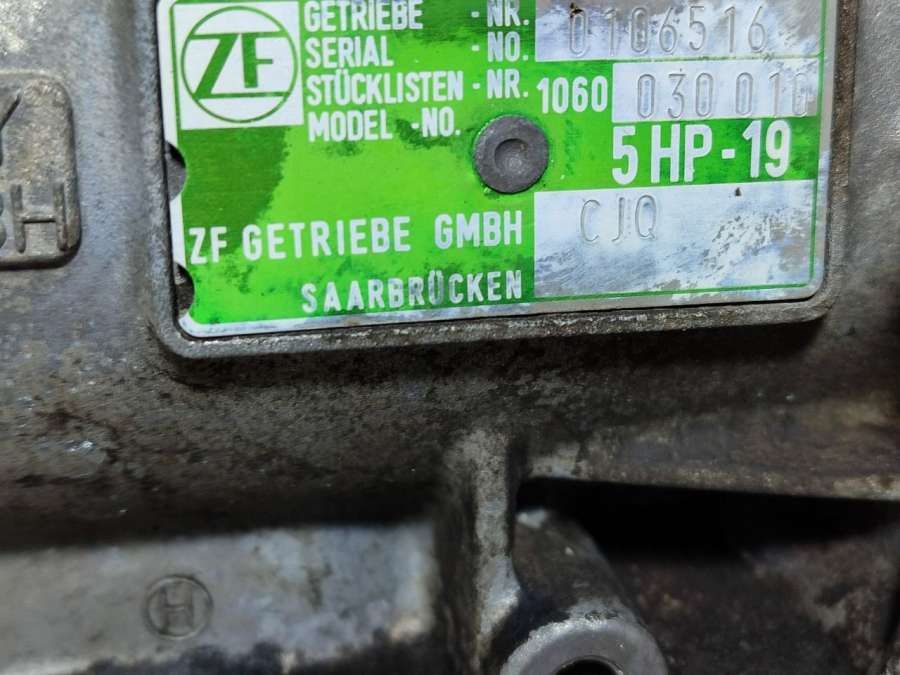 ZF
GETRIEBE - NR. 0106516
SERIAL - NO.
STÜCKLISTEN - NR. 1060 030 010
MODEL - NO.
5 HP - 19
ZF GETRIEBE GMBH CJQ
SAARBRÜCKEN
BH
H